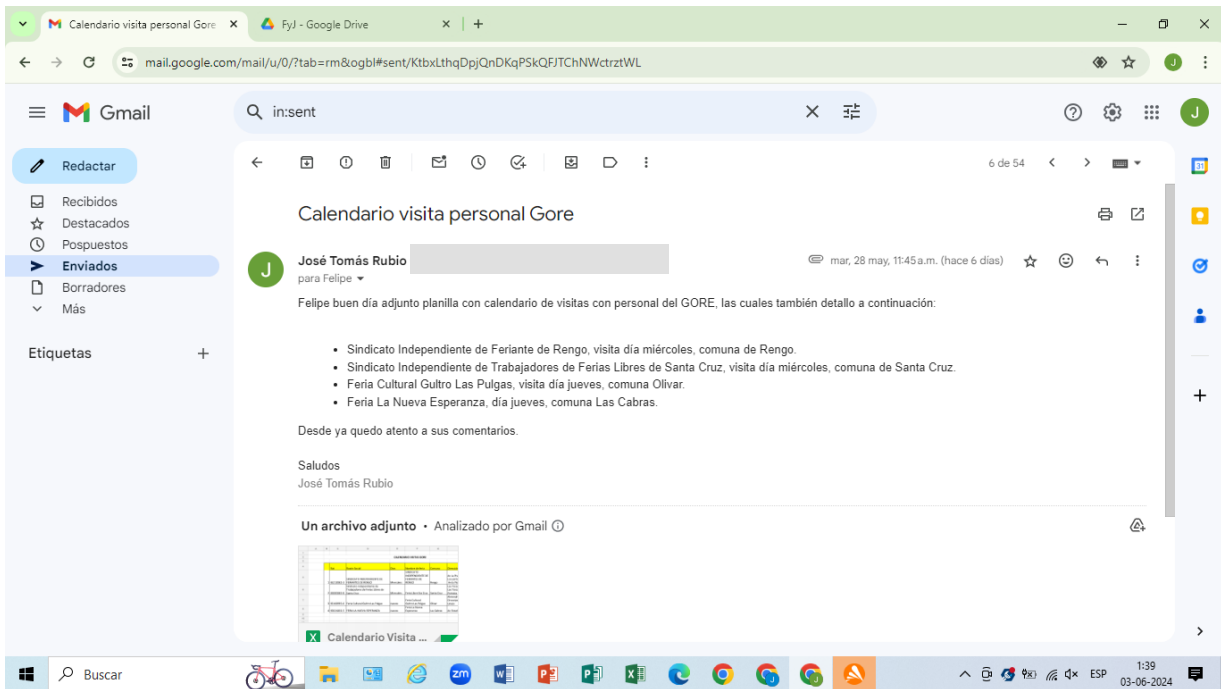 Calendario visita personal Gore
FyJ - Google Drive
mail.google.com/mail/u/0/?tab=rm&ogbl#sent/KtbxLthqDpjQnDKqPSkQFJTChNWctrztWL
J
Gmail
in:sent
J
Redactar
6 de 54
31
Recibidos
Destacados
Pospuestos
Enviados
Borradores
Más
Etiquetas
Calendario visita personal Gore
J
José Tomás Rubio
mar, 28 may, 11:45 a.m. (hace 6 días)
para Felipe
Felipe buen día adjunto planilla con calendario de visitas con personal del GORE, las cuales también detallo a continuación:
• Sindicato Independiente de Feriante de Rengo, visita día miércoles, comuna de Rengo.
• Sindicato Independiente de Trabajadores de Ferias Libres de Santa Cruz, visita día miércoles, comuna de Santa Cruz.
• Feria Cultural Gultro Las Pulgas, visita día jueves, comuna Olivar.
• Feria La Nueva Esperanza, día jueves, comuna Las Cabras.
Desde ya quedo atento a sus comentarios.
Saludos
José Tomás Rubio
Un archivo adjunto • Analizado por Gmail
X Calendario Visita ...
Buscar
zm
ESP
1:39
03-06-2024